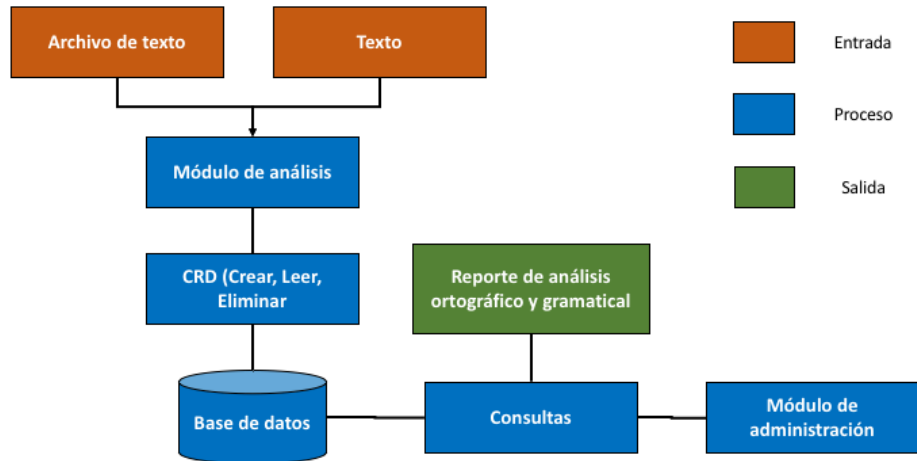 Archivo de texto
Texto
Entrada
Proceso
Módulo de análisis
Salida
CRD (Crear, Leer,
Eliminar
Reporte de análisis
ortográfico y gramatical
Base de datos
Consultas
Módulo de
administración